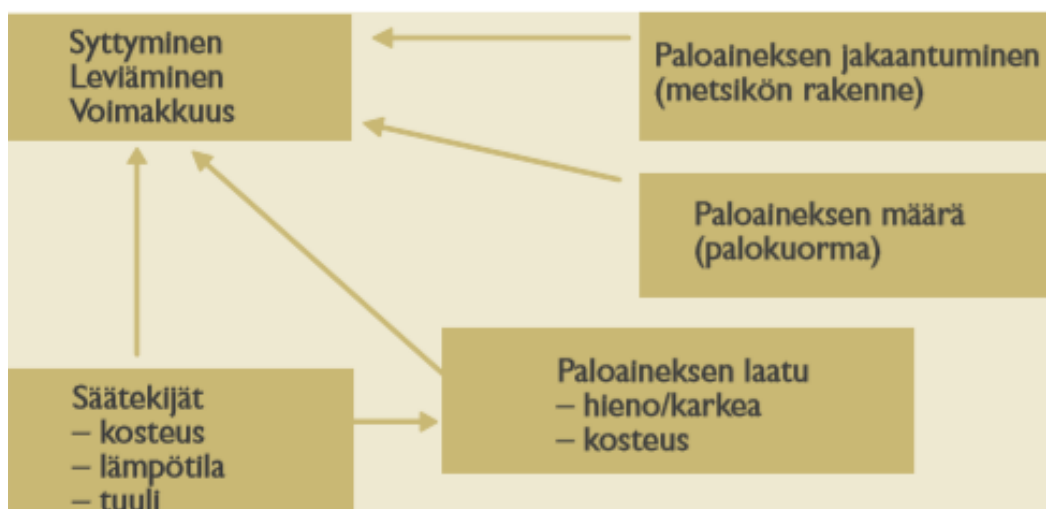 Syttyminen
Leviäminen
Voimakkuus
Paloaineksen jakaantuminen
(metsikön rakenne)
Paloaineksen määrä
(palokuorma)
Paloaineksen laatu
– hieno/karkea
– kosteus
Säätekijät
– kosteus
– lämpötila
– tuuli